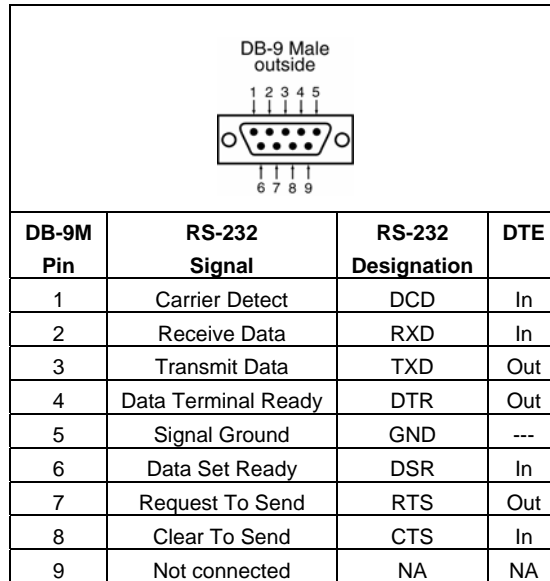 DB-9 Male
outside
1 2 3 4 5
6 7 8 9
DB-9M Pin RS-232 Signal RS-232 Designation DTE
1 Carrier Detect DCD In
2 Receive Data RXD In
3 Transmit Data TXD Out
4 Data Terminal Ready DTR Out
5 Signal Ground GND ---
6 Data Set Ready DSR In
7 Request To Send RTS Out
8 Clear To Send CTS In
9 Not connected NA NA